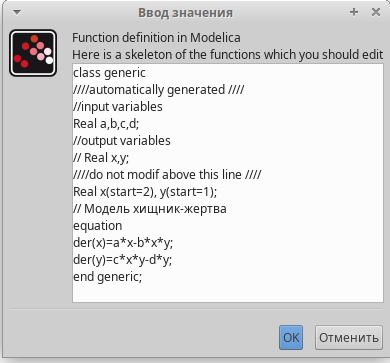 Ввод значения
Function definition in Modelica
Here is a skeleton of the functions which you should edit
class generic
////automatically generated ////
//input variables
Real a,b,c,d;
//output variables
// Real x,y;
////do not modif above this line ////
Real x(start=2), y(start=1);
// Модель хищник-жертва
equation
der(x)=a*x-b*x*y;
der(y)=c*x*y-d*y;
end generic;
OK
Отменить